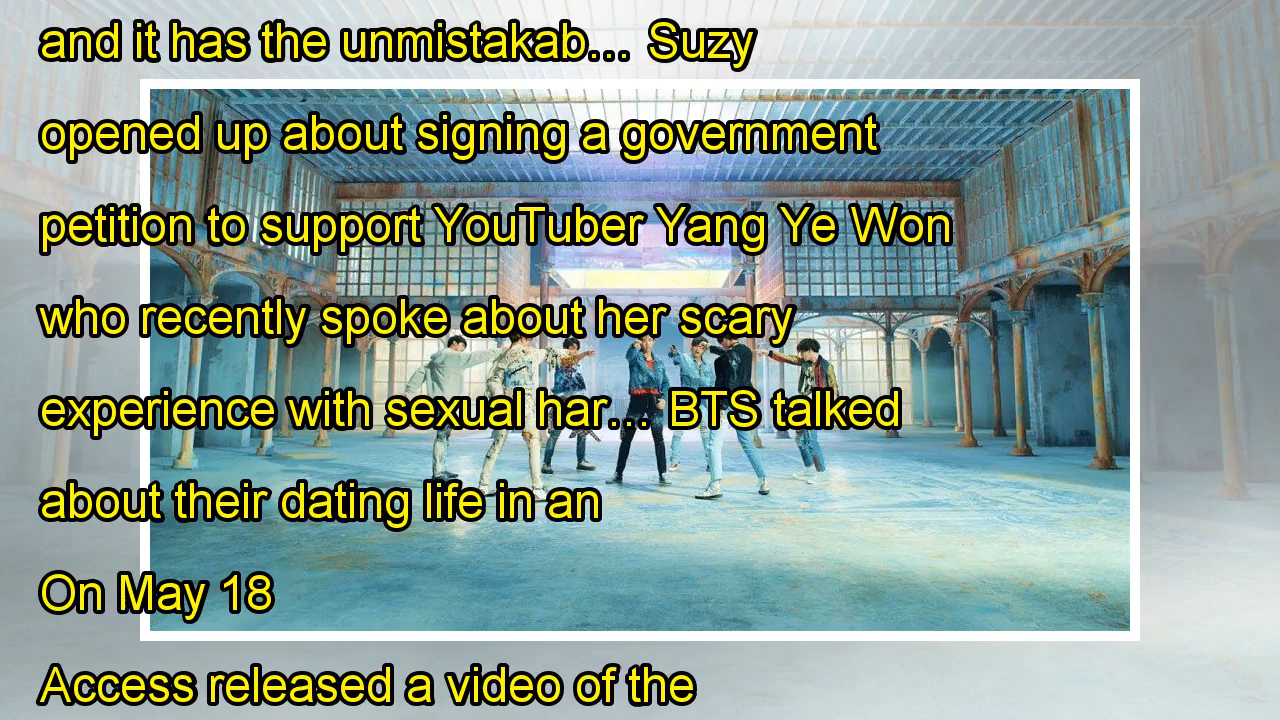 and it has the unmistakab... Suzy
opened up about signing a government
petition to support YouTuber Yang Ye Won
who recently spoke about her scary
experience with sexual har... BTS talked
about their dating life in an
On May 18
Access released a video of the